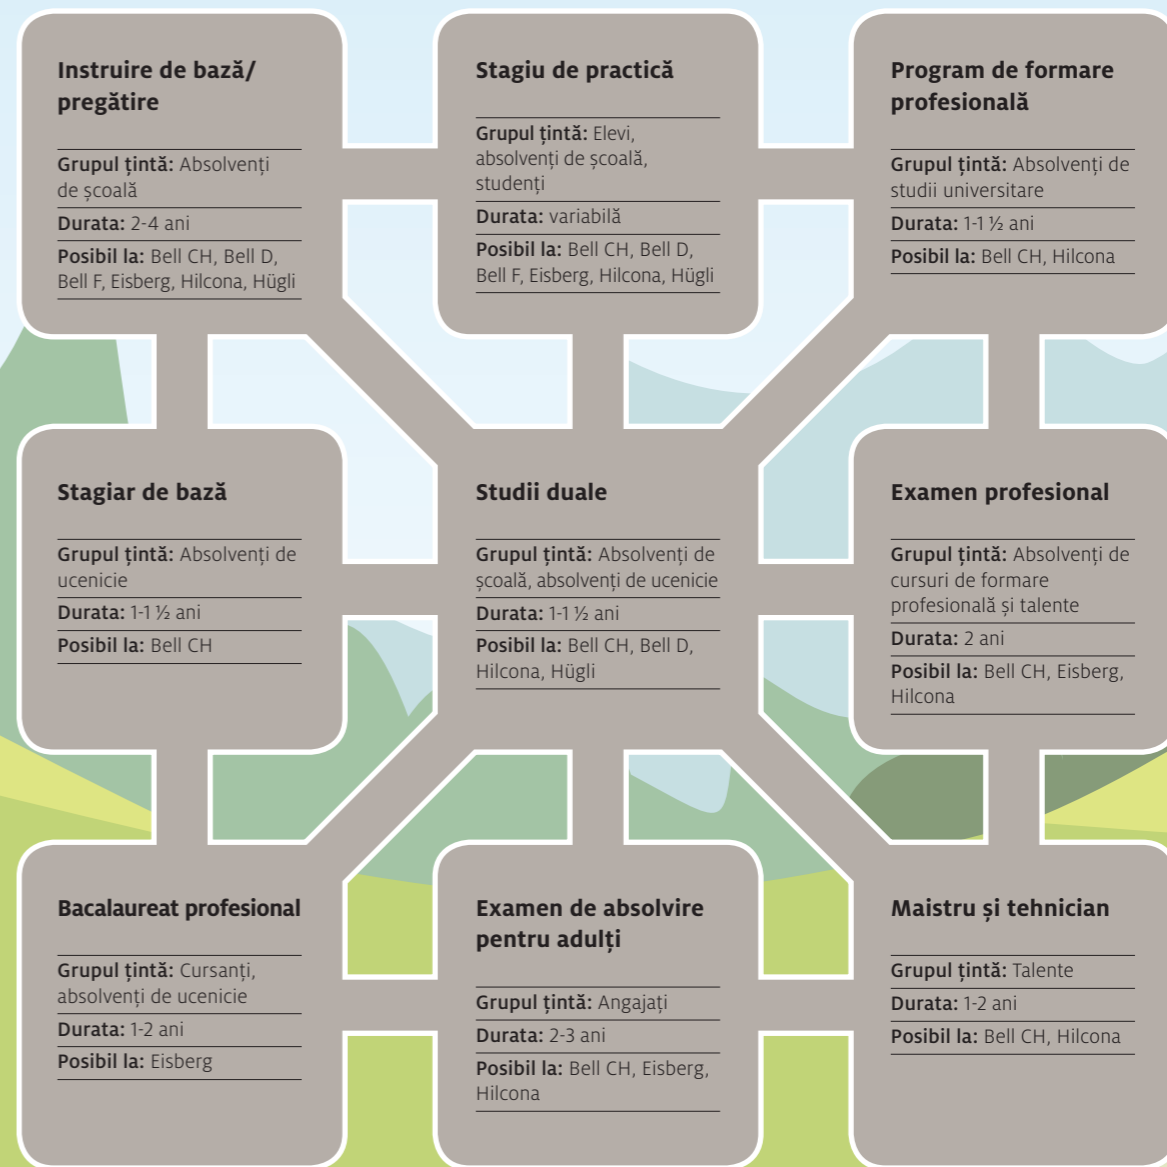 Instruire de bază/
pregătire
Grupul țintă: Absolvenți
de școală
Durata: 2-4 ani
Posibil la: Bell CH, Bell D,
Bell F, Eisberg, Hilcona, Hügli
Stagiu de practică
Grupul țintă: Elevi,
absolvenți de școală,
studenți
Durata: variabilă
Posibil la: Bell CH, Bell D,
Bell F, Eisberg, Hilcona, Hügli
Program de formare
profesională
Grupul țintă: Absolvenți de
studii universitare
Durata: 1-1 ½ ani
Posibil la: Bell CH, Hilcona
Stagiar de bază
Grupul țintă: Absolvenți de
ucenicie
Durata: 1-1 ½ ani
Posibil la: Bell CH
Studii duale
Grupul țintă: Absolvenți de
școală, absolvenți de ucenicie
Durata: 1-1 ½ ani
Posibil la: Bell CH, Bell D,
Hilcona, Hügli
Examen profesional
Grupul țintă: Absolvenți de
cursuri de formare
profesională și talente
Durata: 2 ani
Posibil la: Bell CH, Eisberg,
Hilcona
Bacalaureat profesional
Grupul țintă: Cursanți,
absolvenți de ucenicie
Durata: 1-2 ani
Posibil la: Eisberg
Examen de absolvire
pentru adulți
Grupul țintă: Angajați
Durata: 2-3 ani
Posibil la: Bell CH, Eisberg,
Hilcona
Maistru și tehnician
Grupul țintă: Talente
Durata: 1-2 ani
Posibil la: Bell CH, Hilcona